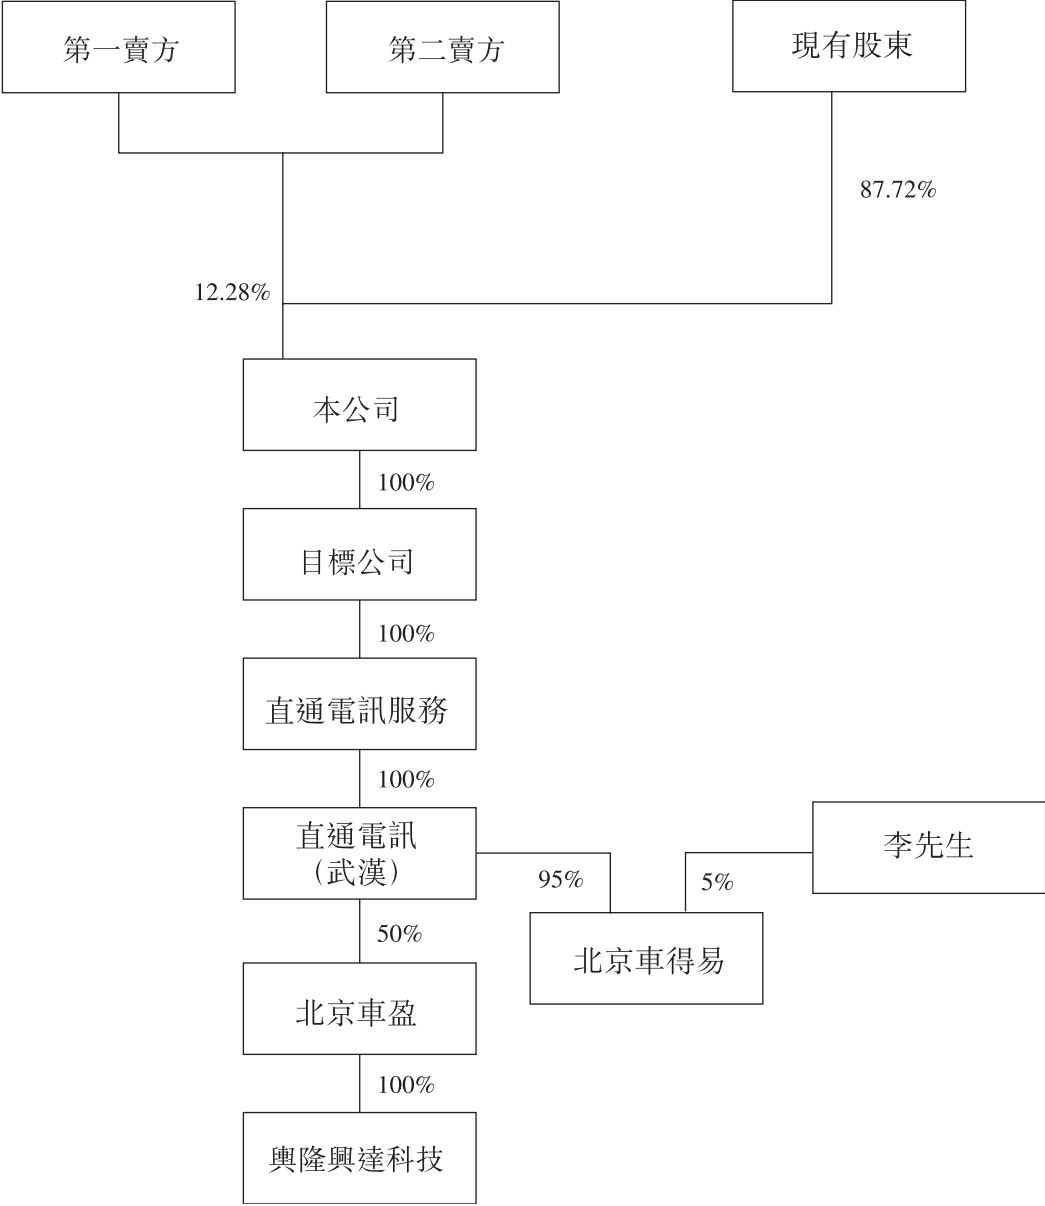 第一賣方
第二賣方
現有股東
87.72%
12.28%
本公司
100%
目標公司
100%
直通電訊服務
100%
直通電訊
（武漢）
李先生
95%
5%
50%
北京車得易
北京車盈
100%
輿隆興達科技